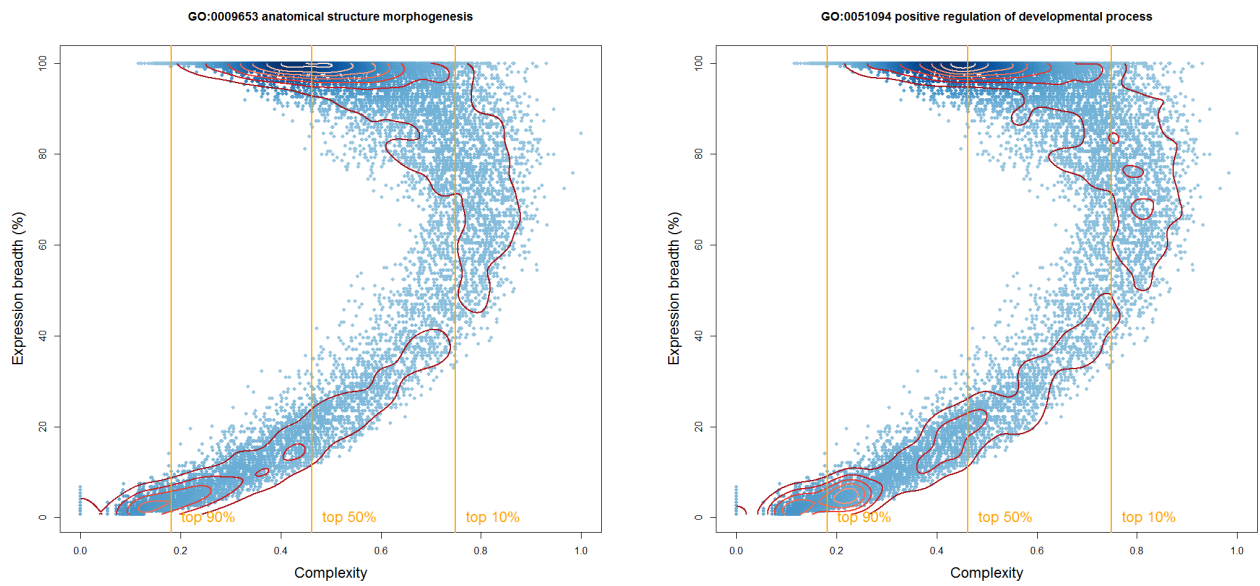 GO:0009653 anatomical structure morphogenesis
Expression breadth (%)
100
80
60
40
20
0
top 90%
top 50%
top 10%
0.0 0.2 0.4 0.6 0.8 1.0
Complexity
GO:0051094 positive regulation of developmental process
Expression breadth (%)
100
80
60
40
20
0
top 90%
top 50%
top 10%
0.0 0.2 0.4 0.6 0.8 1.0
Complexity